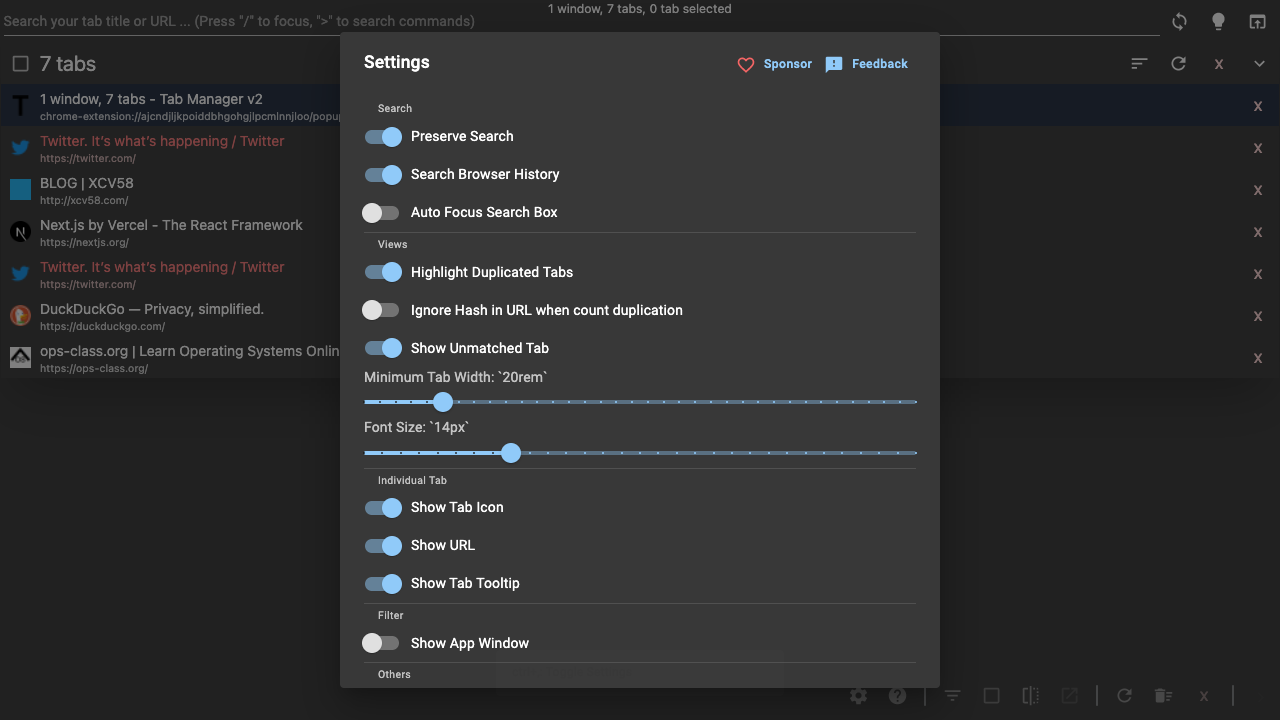 1 window, 7 tabs, 0 tab selected
Search your tab title or URL ... (Press "/" to focus, ">" to search commands)
7 tabs
x
1 window, 7 tabs - Tab Manager v2
chrome-extension://ajcndjljkpoiddbhgohgjlpcmlnnjloo/popup
x
Twitter. It's what's happening / Twitter
https://twitter.com/
x
BLOG | XCV58
http://xcv58.com/
x
Next.js by Vercel - The React Framework
https://nextjs.org/
x
Twitter. It's what's happening / Twitter
https://twitter.com/
x
DuckDuckGo — Privacy, simplified.
https://duckduckgo.com/
x
ops-class.org | Learn Operating Systems Onlin
https://ops-class.org/
x
Settings
Sponsor
Feedback
Search
Preserve Search
Search Browser History
Auto Focus Search Box
Views
Highlight Duplicated Tabs
Ignore Hash in URL when count duplication
Show Unmatched Tab
Minimum Tab Width: `20rem`
Font Size: `14px`
Individual Tab
Show Tab Icon
Show URL
Show Tab Tooltip
Filter
Show App Window
Others
x